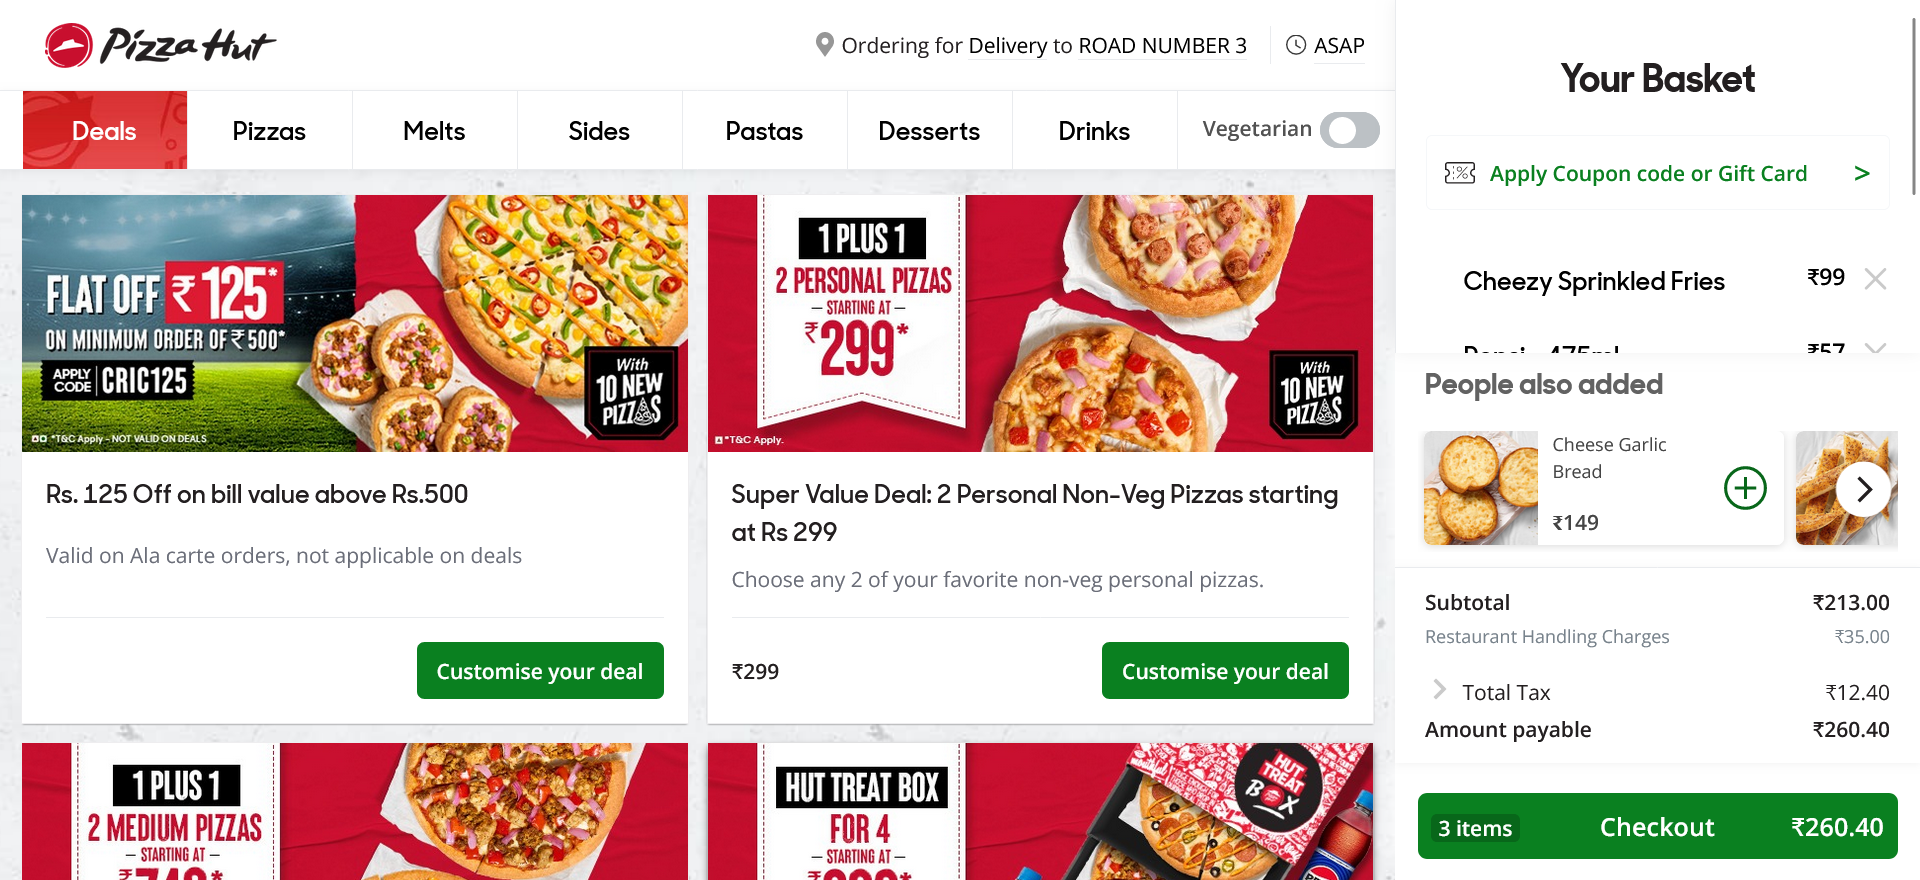 Pizza Hut
Ordering for Delivery to ROAD NUMBER 3
ASAP
Deals
Pizzas
Melts
Sides
Pastas
Desserts
Drinks
Vegetarian
FLAT OFF ₹125*
ON MINIMUM ORDER OF ₹500*
APPLY CODE | CRIC125
With
10 NEW
PIZZAS
*T&C Apply - NOT VALID ON DEALS
Rs. 125 Off on bill value above Rs.500
Valid on Ala carte orders, not applicable on deals
Customise your deal
1 PLUS 1
2 PERSONAL PIZZAS
– STARTING AT –
₹299*
With
10 NEW
PIZZAS
*T&C Apply.
Super Value Deal: 2 Personal Non-Veg Pizzas starting
at Rs 299
Choose any 2 of your favorite non-veg personal pizzas.
₹299
Customise your deal
1 PLUS 1
2 MEDIUM PIZZAS
– STARTING AT –
HUT TREAT BOX
FOR 4
– STARTING AT –
HUT
TREAT
BOX
Your Basket
Apply Coupon code or Gift Card >
Cheezy Sprinkled Fries
₹99
Pepsi - 475ml
₹57
People also added
Cheese Garlic
Bread
₹149
Subtotal ₹213.00
Restaurant Handling Charges ₹35.00
Total Tax ₹12.40
Amount payable ₹260.40
3 items Checkout ₹260.40